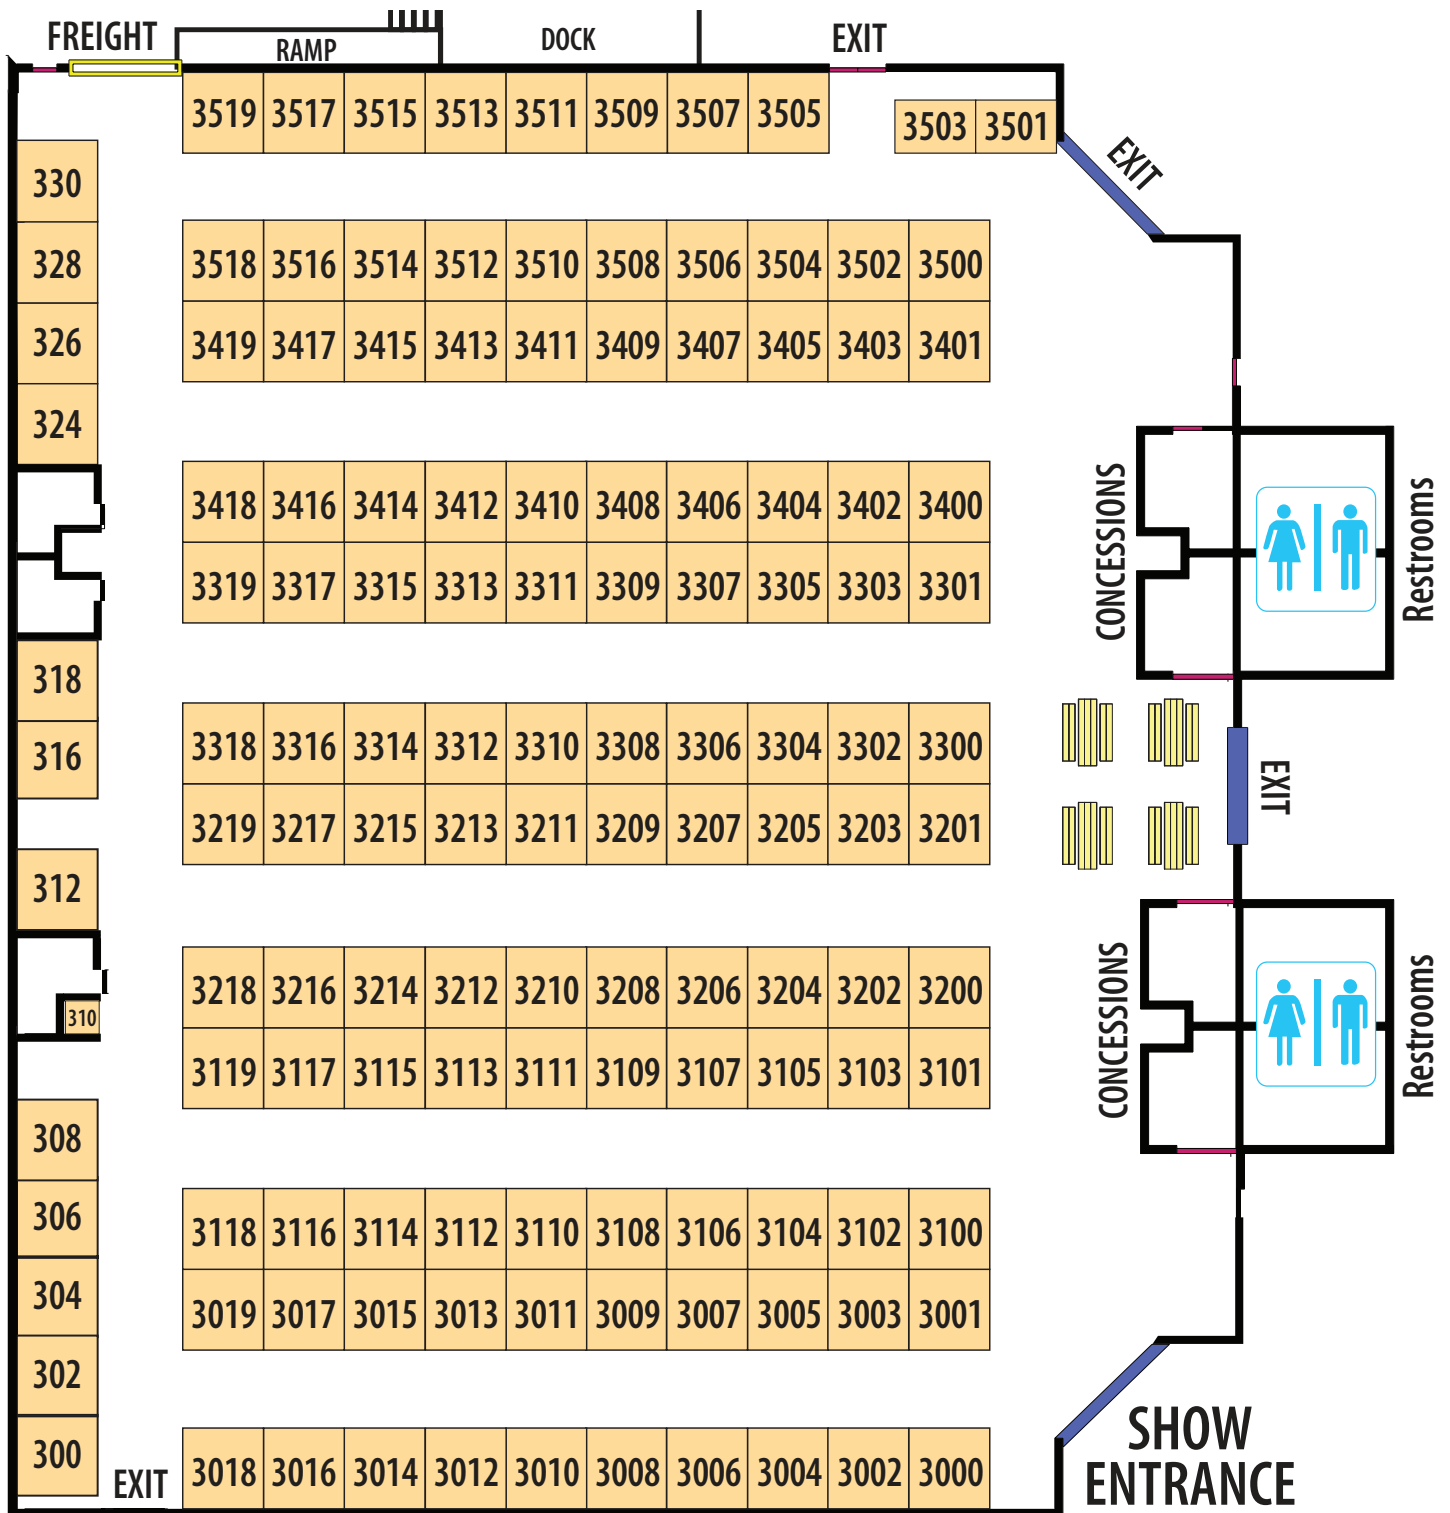 FREIGHT
RAMP
DOCK
EXIT
3519 3517 3515 3513 3511 3509 3507 3505
3503 3501
EXIT
330
328
326
324
3518 3516 3514 3512 3510 3508 3506 3504 3502 3500
3419 3417 3415 3413 3411 3409 3407 3405 3403 3401
3418 3416 3414 3412 3410 3408 3406 3404 3402 3400
3319 3317 3315 3313 3311 3309 3307 3305 3303 3301
CONCESSIONS
Restrooms
318
316
312
3318 3316 3314 3312 3310 3308 3306 3304 3302 3300
3219 3217 3215 3213 3211 3209 3207 3205 3203 3201
EXIT
310
3218 3216 3214 3212 3210 3208 3206 3204 3202 3200
3119 3117 3115 3113 3111 3109 3107 3105 3103 3101
CONCESSIONS
Restrooms
308
306
304
302
300
3118 3116 3114 3112 3110 3108 3106 3104 3102 3100
3019 3017 3015 3013 3011 3009 3007 3005 3003 3001
EXIT
3018 3016 3014 3012 3010 3008 3006 3004 3002 3000
SHOW
ENTRANCE